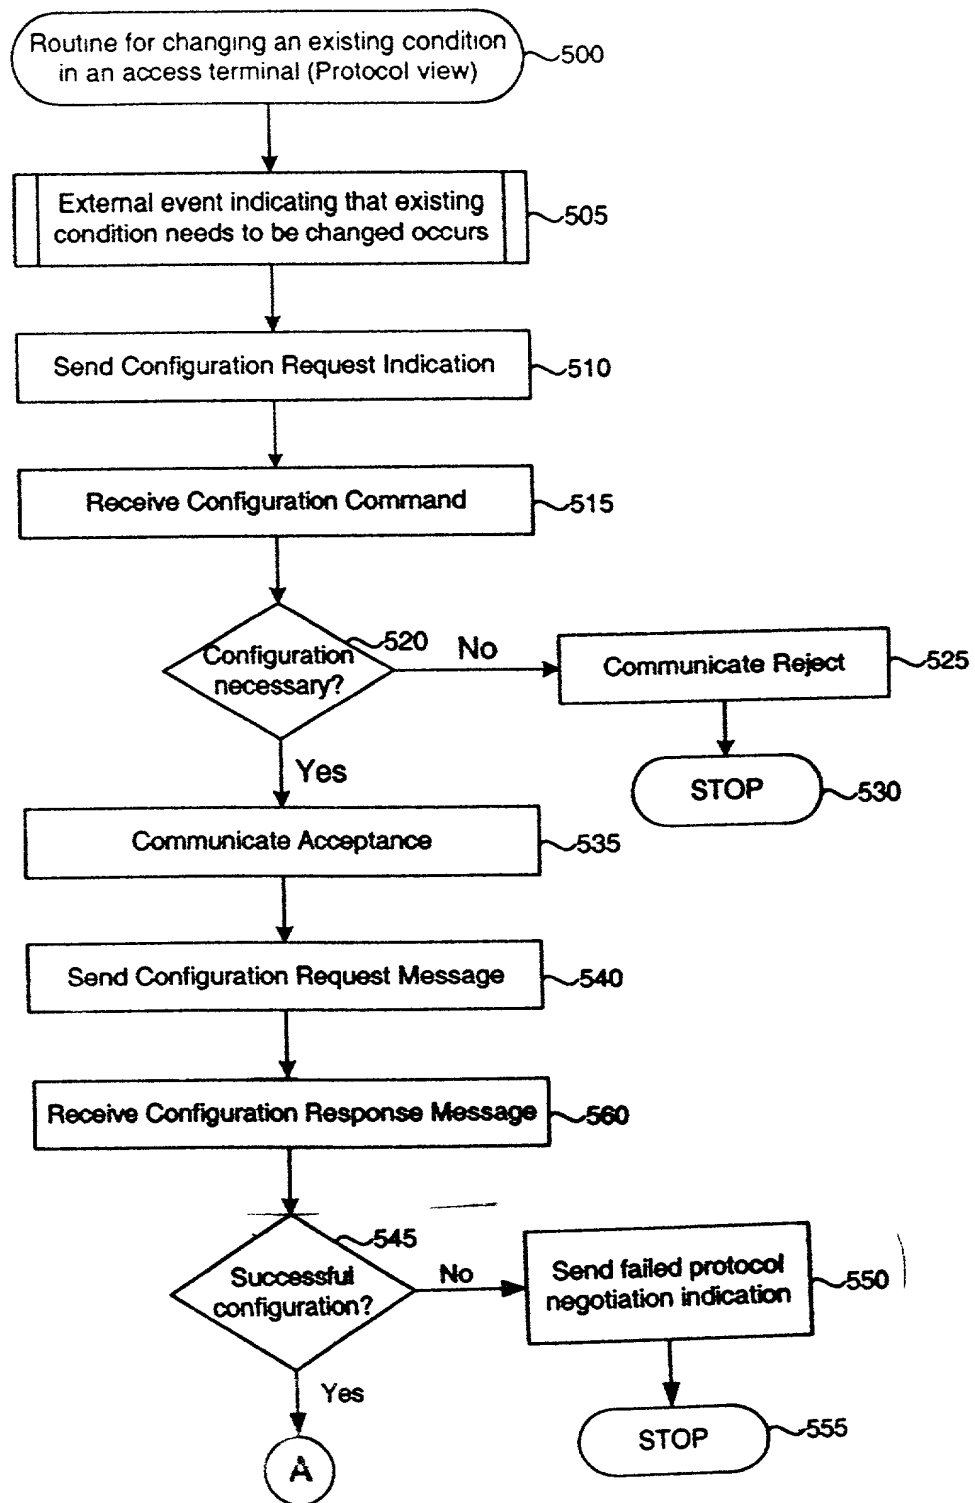 Routine for changing an existing condition
in an access terminal (Protocol view)
500
External event indicating that existing
condition needs to be changed occurs
505
Send Configuration Request Indication
510
Receive Configuration Command
515
520
Configuration
necessary?
No
Communicate Reject
525
Yes
STOP
530
Communicate Acceptance
535
Send Configuration Request Message
540
Receive Configuration Response Message
560
545
Successful
configuration?
No
Send failed protocol
negotiation indication
550
Yes
STOP
555
A